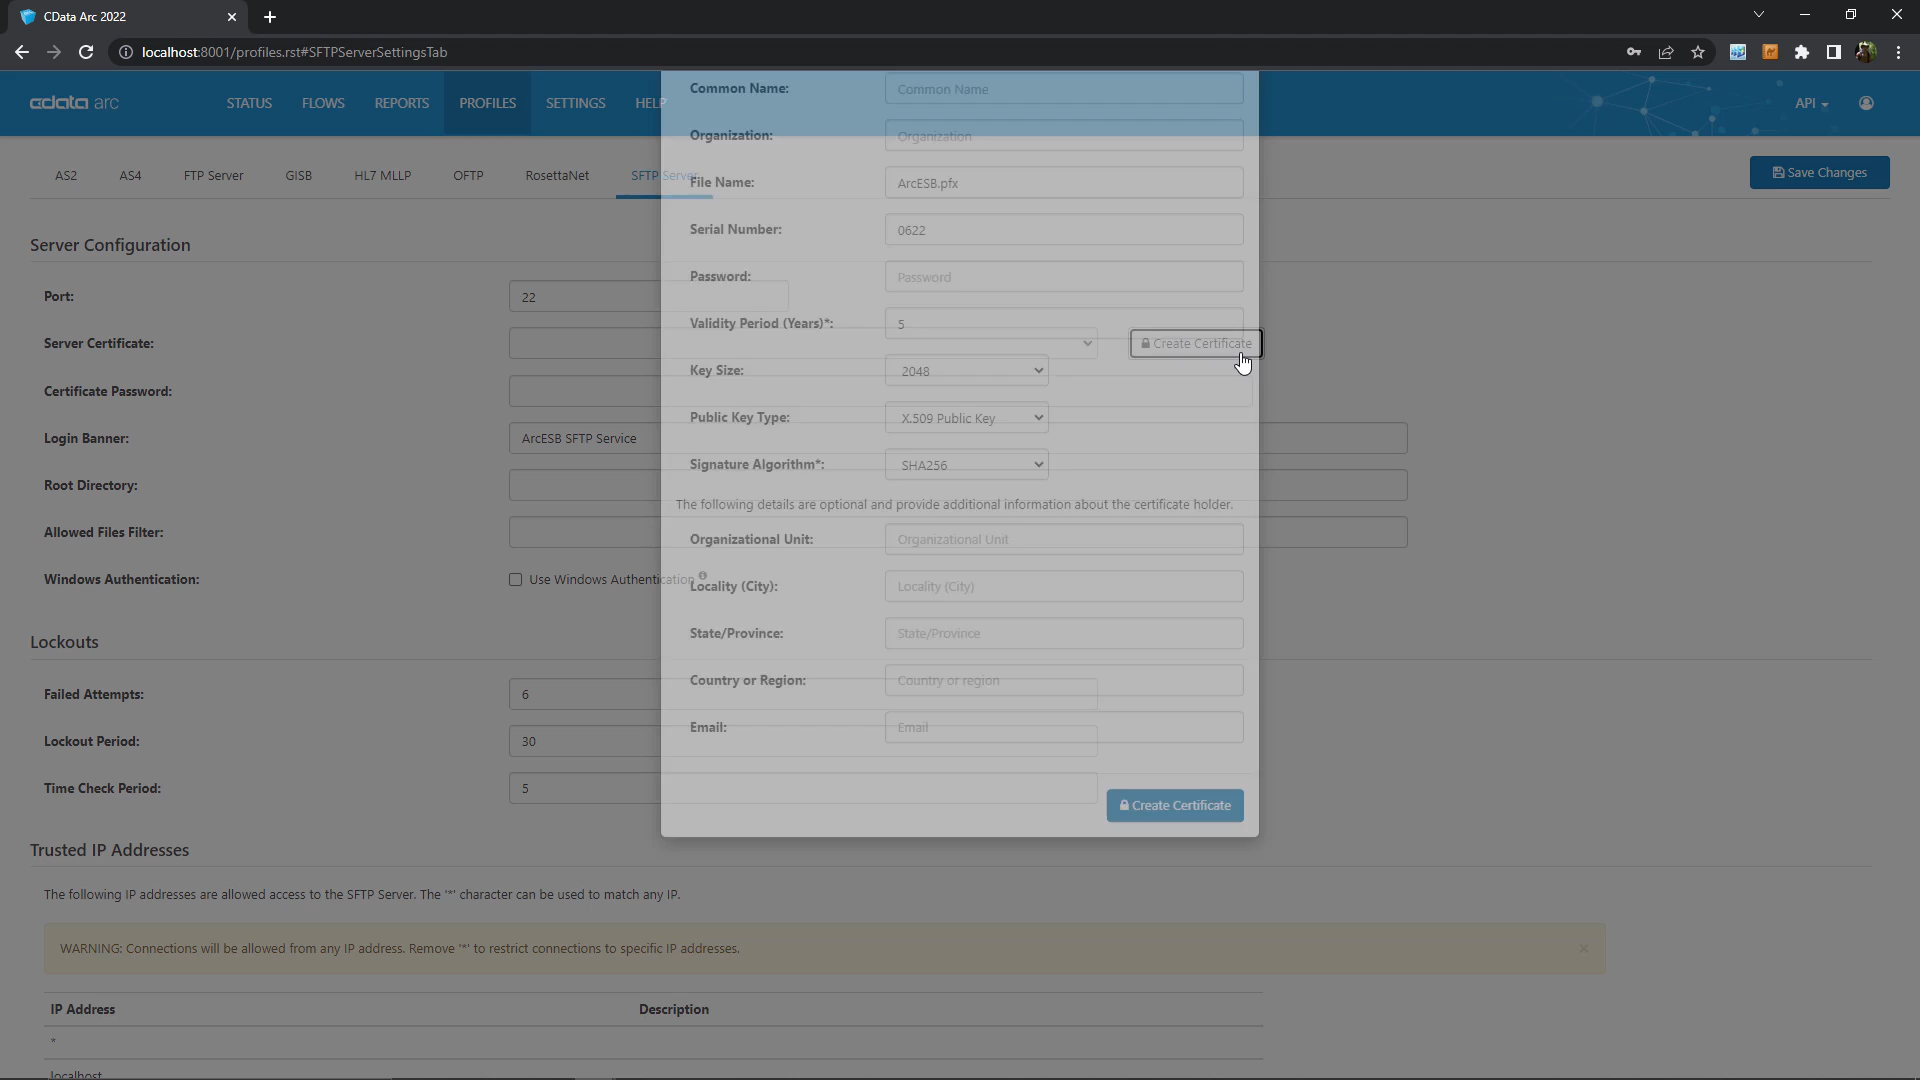 CData Arc 2022
localhost:8001/profiles.rst#SFTPServerSettingsTab
cdata arc
STATUS
FLOWS
REPORTS
PROFILES
SETTINGS
HELP
API
AS2
AS4
FTP Server
GISB
HL7 MLLP
OFTP
RosettaNet
SFTP Server
Save Changes
Server Configuration
Port:
22
Server Certificate:
Create Certificate
Certificate Password:
Login Banner:
ArcESB SFTP Service
Root Directory:
Allowed Files Filter:
Windows Authentication:
Use Windows Authentication
Lockouts
Failed Attempts:
6
Lockout Period:
30
Time Check Period:
5
Trusted IP Addresses
The following IP addresses are allowed access to the SFTP Server. The '*' character can be used to match any IP.
WARNING: Connections will be allowed from any IP address. Remove '*' to restrict connections to specific IP addresses.
IP Address
Description
*
localhost
Common Name:
Common Name
Organization:
Organization
File Name:
ArcESB.pfx
Serial Number:
0622
Password:
Password
Validity Period (Years)*:
5
Key Size:
2048
Public Key Type:
X.509 Public Key
Signature Algorithm*:
SHA256
The following details are optional and provide additional information about the certificate holder.
Organizational Unit:
Organizational Unit
Locality (City):
Locality (City)
State/Province:
State/Province
Country or Region:
Country or region
Email:
Email
Create Certificate